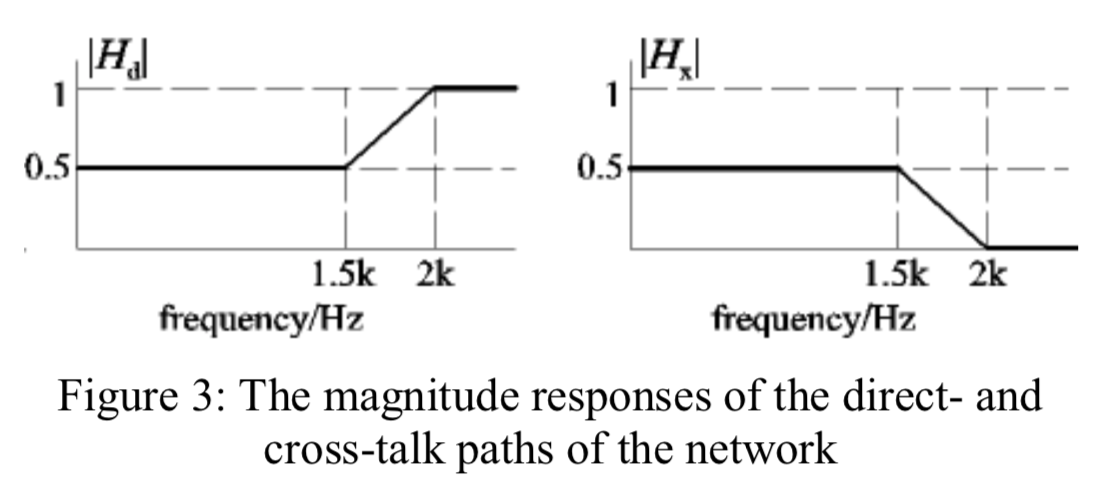 |H_d|
1
0.5
1.5k 2k
frequency/Hz
|H_x|
1
0.5
1.5k 2k
frequency/Hz
Figure 3: The magnitude responses of the direct- and
cross-talk paths of the network